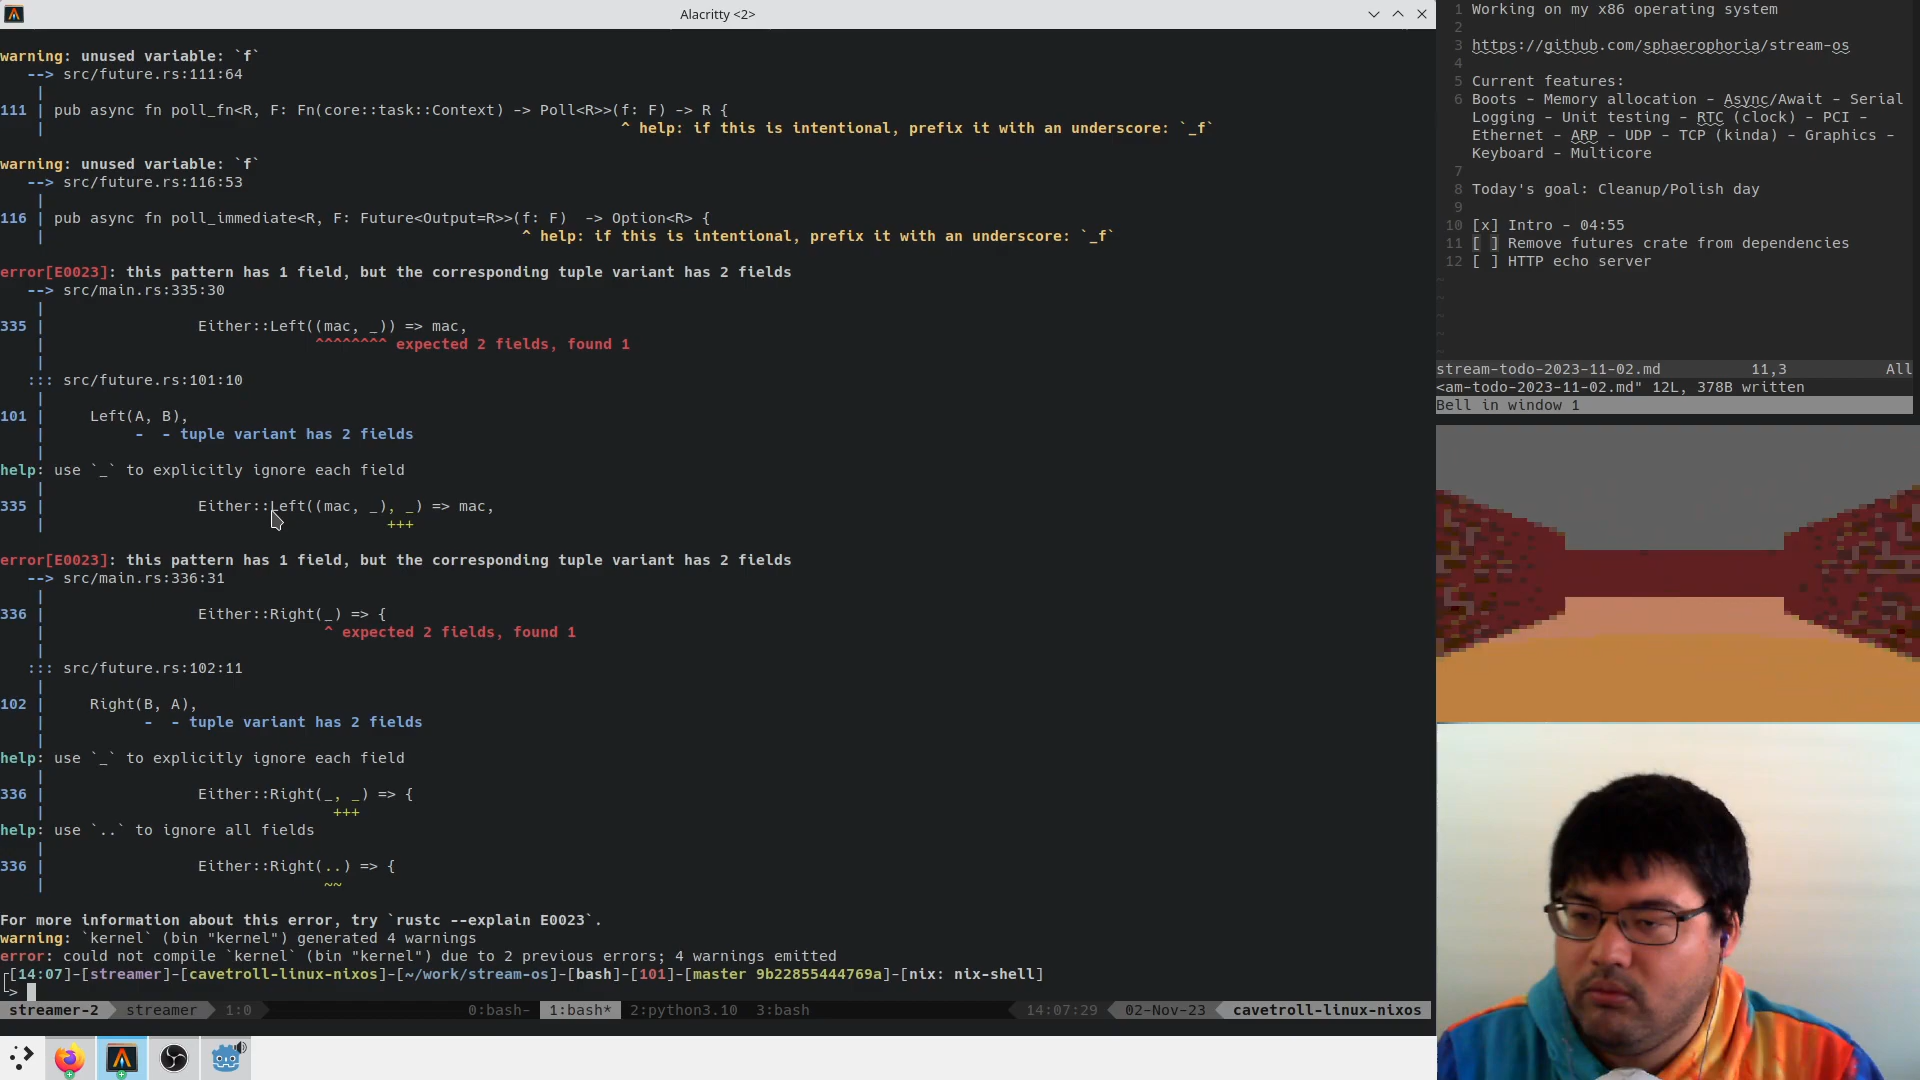 Alacritty <2>
warning: unused variable: `f`
--> src/future.rs:111:64
|
111 | pub async fn poll_fn<R, F: Fn(core::task::Context) -> Poll<R>>(f: F) -> R {
| ^ help: if this is intentional, prefix it with an underscore: `_f`
warning: unused variable: `f`
--> src/future.rs:116:53
|
116 | pub async fn poll_immediate<R, F: Future<Output=R>>(f: F)  -> Option<R> {
| ^ help: if this is intentional, prefix it with an underscore: `_f`
error[E0023]: this pattern has 1 field, but the corresponding tuple variant has 2 fields
--> src/main.rs:335:30
|
335 | Either::Left((mac, _)) => mac,
| ^^^^^^^^ expected 2 fields, found 1
|
::: src/future.rs:101:10
|
101 | Left(A, B),
| -  - tuple variant has 2 fields
|
help: use `_` to explicitly ignore each field
|
335 | Either::Left((mac, _), _) => mac,
| +++
error[E0023]: this pattern has 1 field, but the corresponding tuple variant has 2 fields
--> src/main.rs:336:31
|
336 | Either::Right(_) => {
| ^ expected 2 fields, found 1
|
::: src/future.rs:102:11
|
102 | Right(B, A),
| -  - tuple variant has 2 fields
|
help: use `_` to explicitly ignore each field
|
336 | Either::Right(_, _) => {
| +++
help: use `..` to ignore all fields
|
336 | Either::Right(..) => {
| ~~
For more information about this error, try `rustc --explain E0023`.
warning: `kernel` (bin "kernel") generated 4 warnings
error: could not compile `kernel` (bin "kernel") due to 2 previous errors; 4 warnings emitted
┌[14:07]-[streamer]-[cavetroll-linux-nixos]-[~/work/stream-os]-[bash]-[101]-[master 9b22855444769a]-[nix: nix-shell]
└>
streamer-2 streamer 1:0 0:bash- 1:bash* 2:python3.10 3:bash 14:07:29 02-Nov-23 cavetroll-linux-nixos
1 Working on my x86 operating system
2
3 https://github.com/sphaerophoria/stream-os
4
5 Current features:
6 Boots - Memory allocation - Async/Await - Serial
Logging - Unit testing - RTC (clock) - PCI -
Ethernet - ARP - UDP - TCP (kinda) - Graphics -
Keyboard - Multicore
7
8 Today's goal: Cleanup/Polish day
9
10 [x] Intro - 04:55
11 [ ] Remove futures crate from dependencies
12 [ ] HTTP echo server
~
~
~
~
~
stream-todo-2023-11-02.md 11,3 All
<am-todo-2023-11-02.md" 12L, 378B written
Bell in window 1